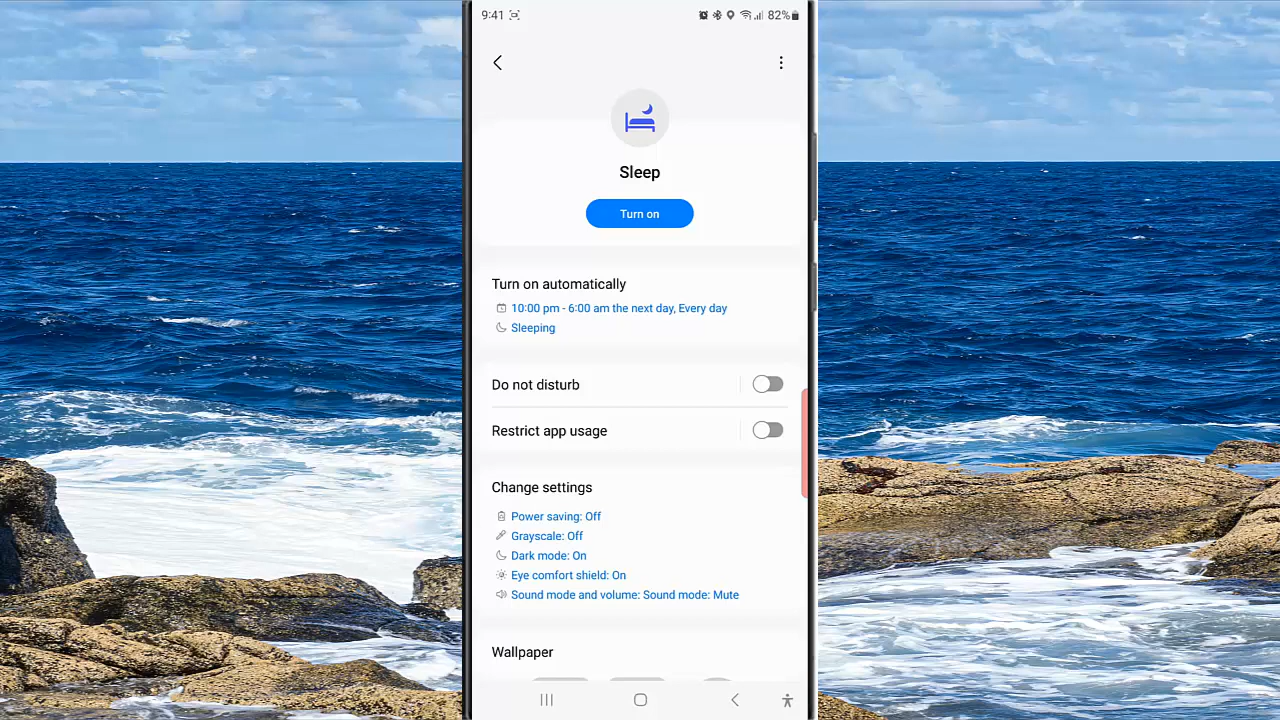 9:41 82%
Sleep
Turn on
Turn on automatically
10:00 pm - 6:00 am the next day, Every day
Sleeping
Do not disturb
Restrict app usage
Change settings
Power saving: Off
Grayscale: Off
Dark mode: On
Eye comfort shield: On
Sound mode and volume: Sound mode: Mute
Wallpaper